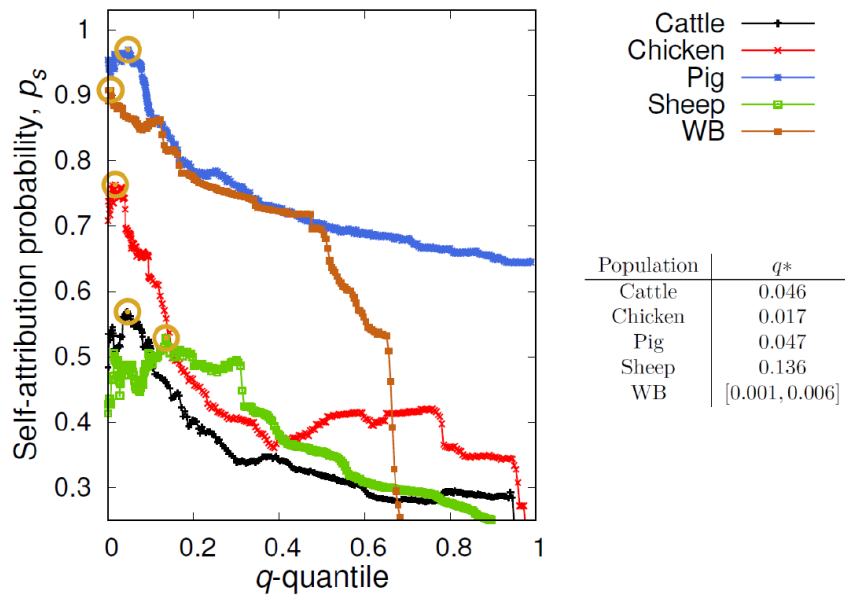 Self-attribution probability, pₛ
1
0.9
0.8
0.7
0.6
0.5
0.4
0.3
0 0.2 0.4 0.6 0.8 1
q-quantile
Cattle
Chicken
Pig
Sheep
WB
Population q*
Cattle 0.046
Chicken 0.017
Pig 0.047
Sheep 0.136
WB [0.001, 0.006]